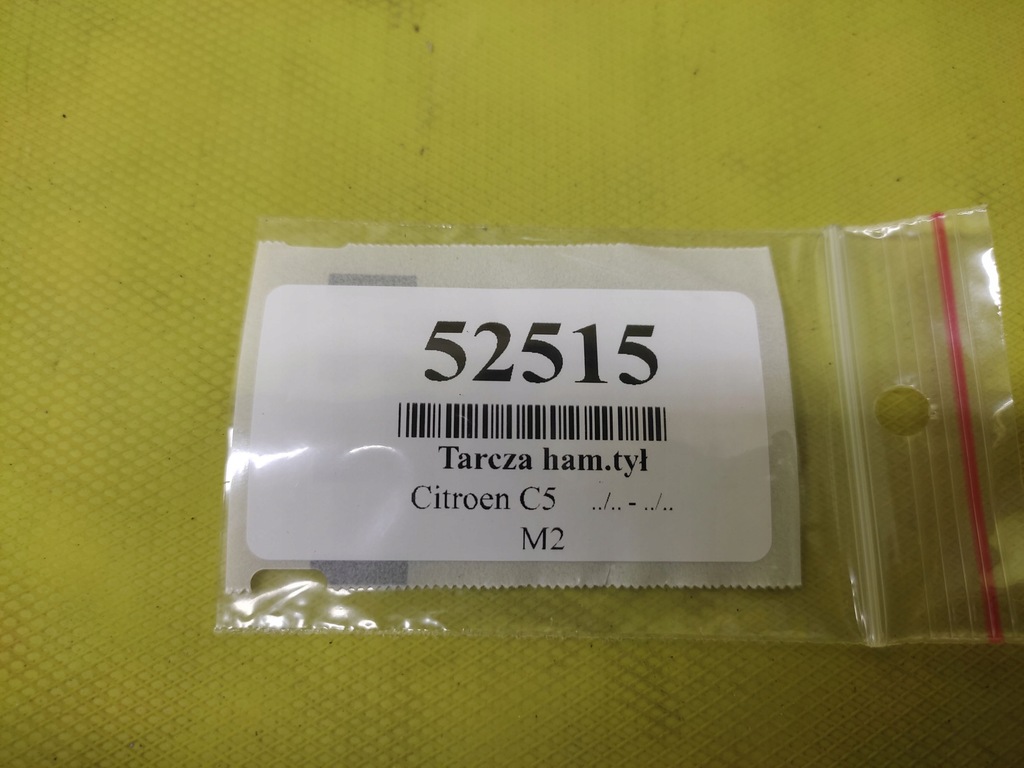 52515
Tarcza ham.tył
Citroen C5 ../.. - ../..
M2